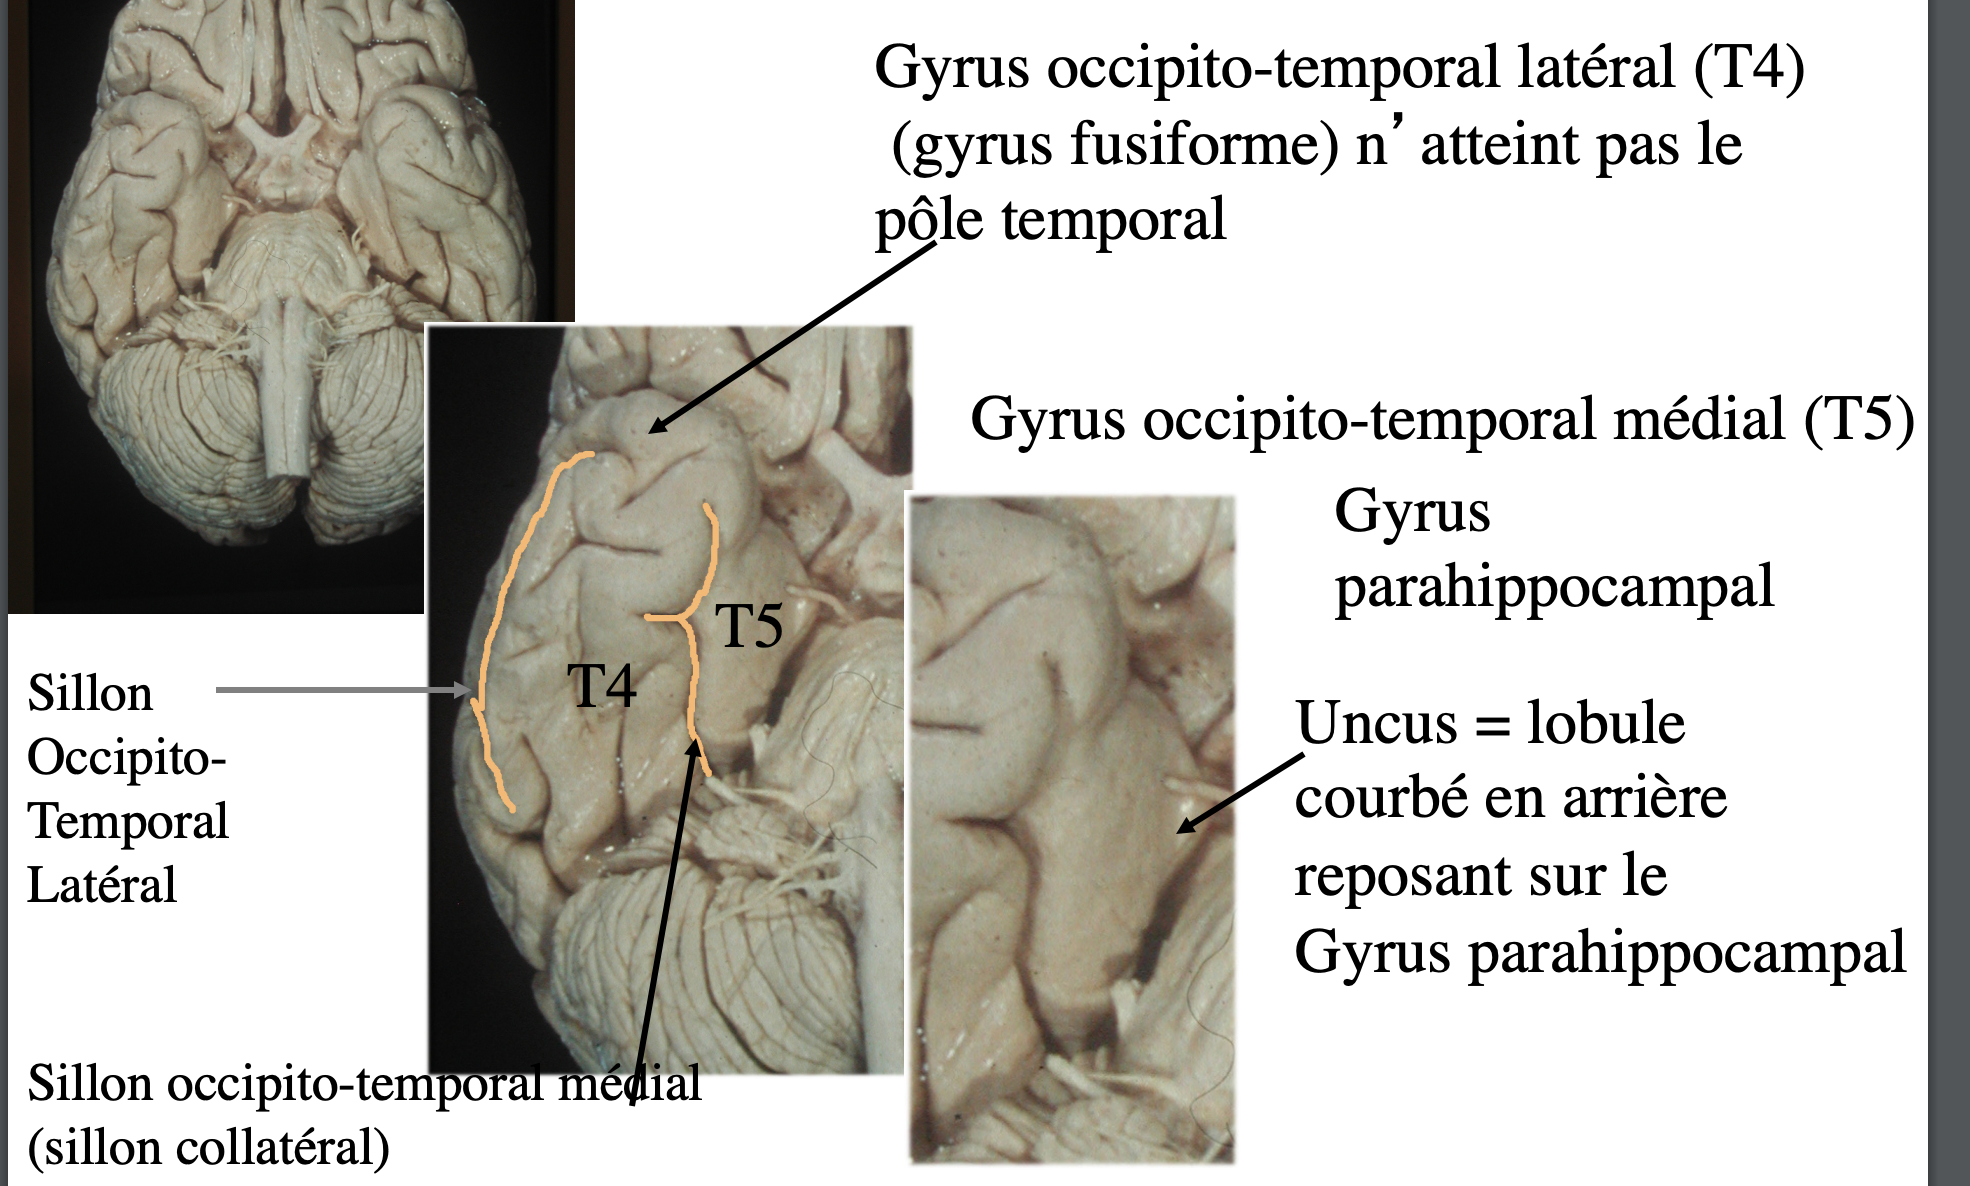 Gyrus occipito-temporal latéral (T4)
(gyrus fusiforme) n’ atteint pas le
pôle temporal
Gyrus occipito-temporal médial (T5)
Gyrus
parahippocampal
T5
T4
Sillon
Occipito-
Temporal
Latéral
Uncus = lobule
courbé en arrière
reposant sur le
Gyrus parahippocampal
Sillon occipito-temporal médial
(sillon collatéral)